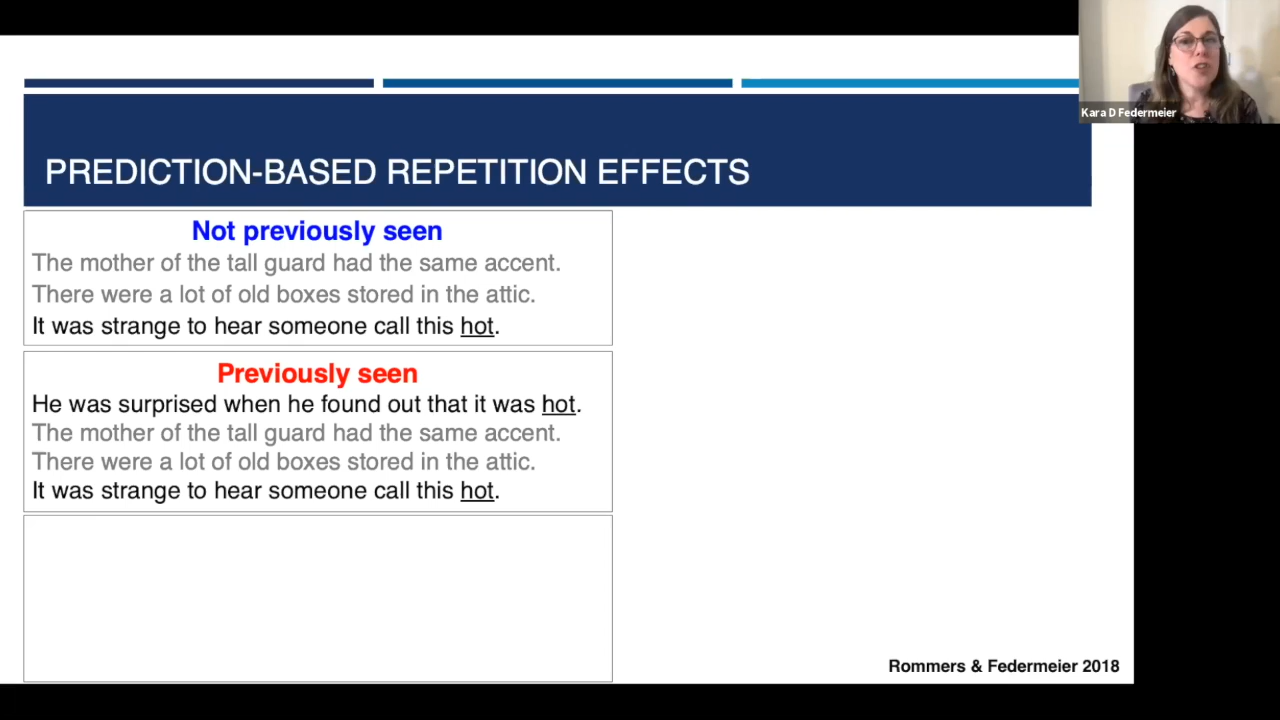 Kara D Federmeier
PREDICTION-BASED REPETITION EFFECTS
Not previously seen
The mother of the tall guard had the same accent.
There were a lot of old boxes stored in the attic.
It was strange to hear someone call this hot.
Previously seen
He was surprised when he found out that it was hot.
The mother of the tall guard had the same accent.
There were a lot of old boxes stored in the attic.
It was strange to hear someone call this hot.
Rommers & Federmeier 2018